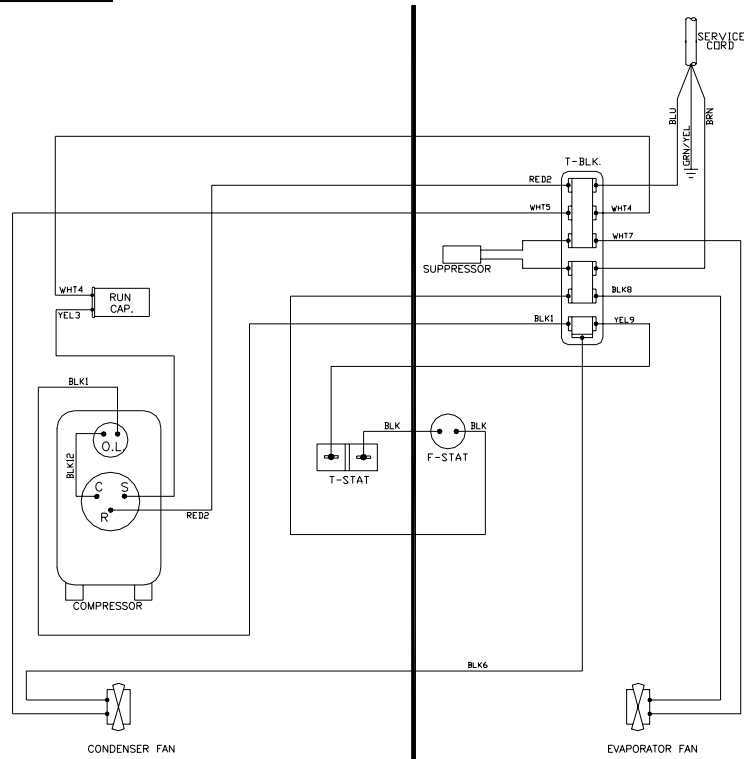 SERVICE
CORD
BLU
GRN/YEL
BRN
T-BLK.
RED2
WHT5
WHT4
WHT7
SUPPRESSOR
WHT4
RUN
CAP.
YEL3
BLK8
BLK1
YEL9
BLK1
BLK
BLK
O.L.
F-STAT
BLK12
T-STAT
C
S
R
RED2
COMPRESSOR
BLK6
CONDENSER FAN
EVAPORATOR FAN